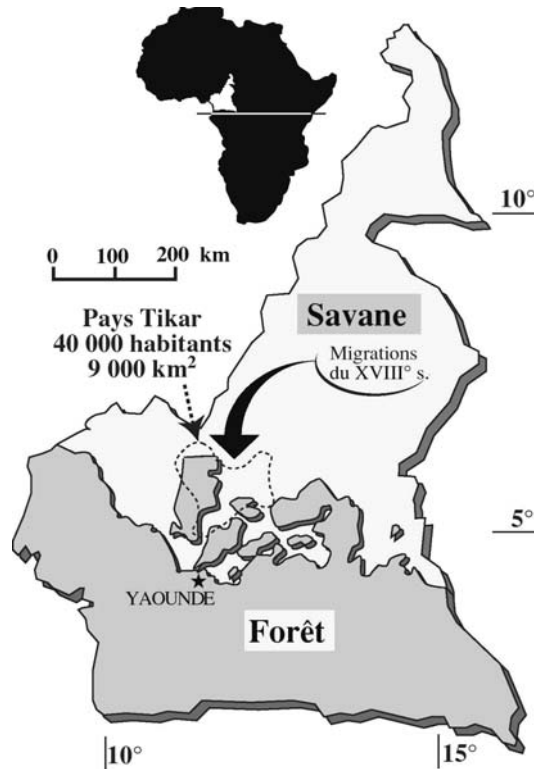 10°
0 100 200 km
Pays Tikar
40 000 habitants
9 000 km²
Savane
Migrations
du XVIII° s.
5°
YAOUNDE
Forêt
10°
15°